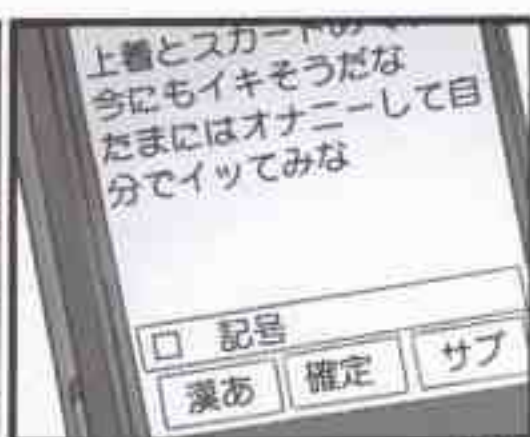 上着とスカートの
今にもイキそうだな
たまにはオナニーして自
分でイッてみな
□ 記号
漢あ 確定 サブ